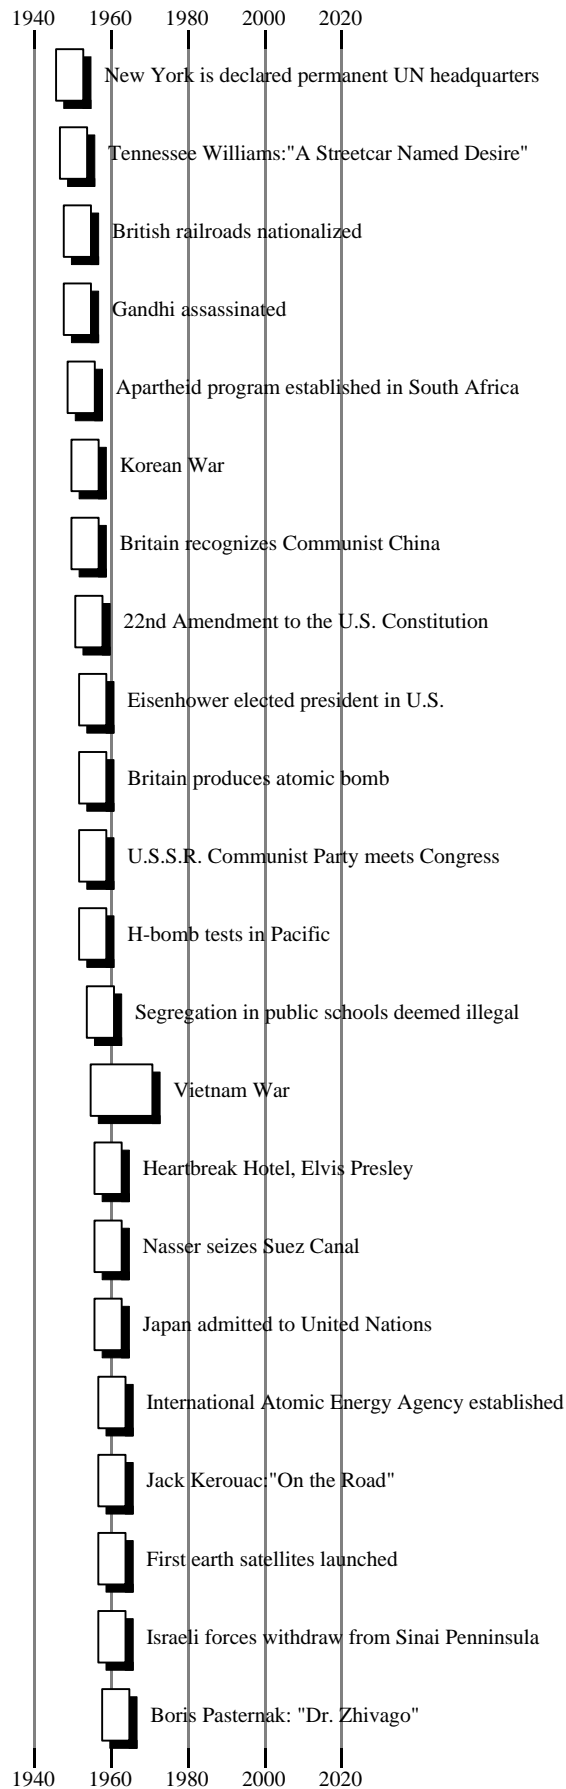 1940 1960 1980 2000 2020
New York is declared permanent UN headquarters
Tennessee Williams:"A Streetcar Named Desire"
British railroads nationalized
Gandhi assassinated
Apartheid program established in South Africa
Korean War
Britain recognizes Communist China
22nd Amendment to the U.S. Constitution
Eisenhower elected president in U.S.
Britain produces atomic bomb
U.S.S.R. Communist Party meets Congress
H-bomb tests in Pacific
Segregation in public schools deemed illegal
Vietnam War
Heartbreak Hotel, Elvis Presley
Nasser seizes Suez Canal
Japan admitted to United Nations
International Atomic Energy Agency established
Jack Kerouac:"On the Road"
First earth satellites launched
Israeli forces withdraw from Sinai Penninsula
Boris Pasternak: "Dr. Zhivago"
1940 1960 1980 2000 2020